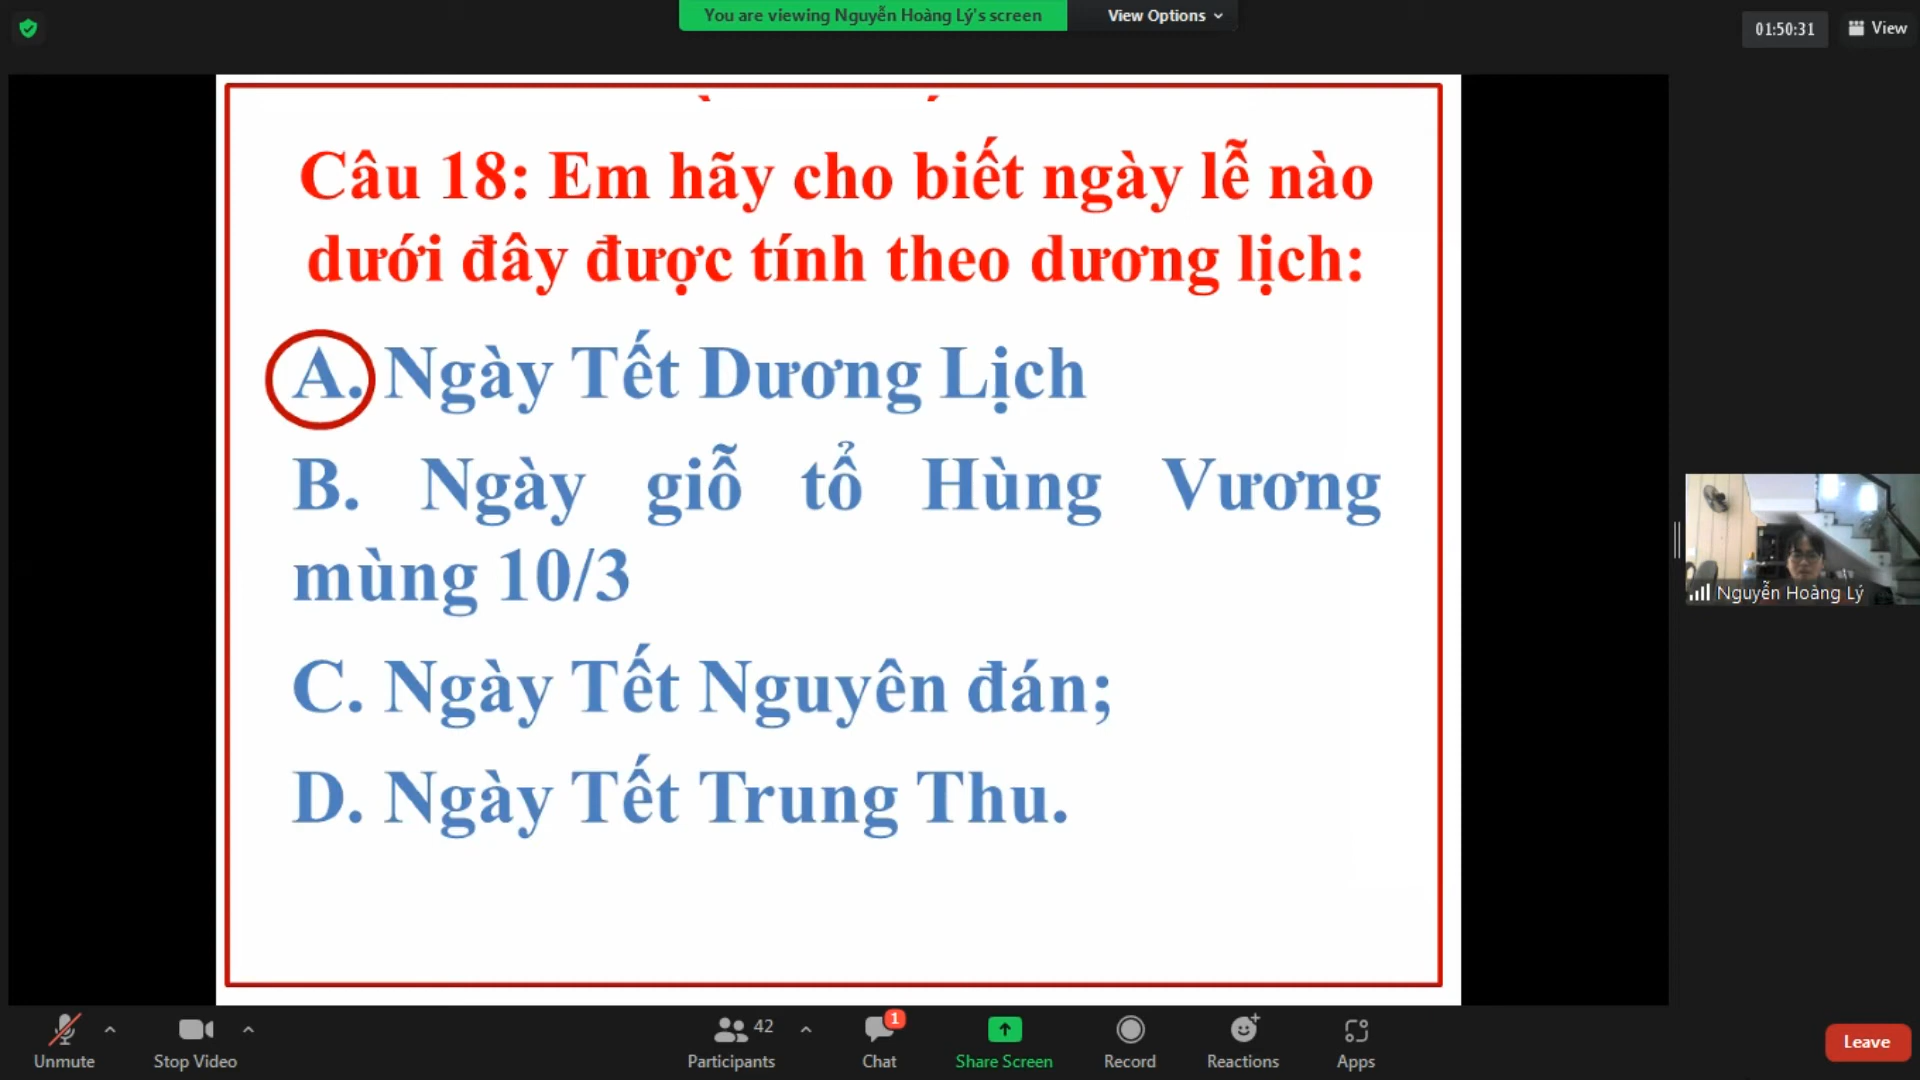 You are viewing Nguyễn Hoàng Lý's screen
View Options
01:50:31
View
Câu 18: Em hãy cho biết ngày lễ nào
dưới đây được tính theo dương lịch:
A. Ngày Tết Dương Lịch
B. Ngày giỗ tổ Hùng Vương
mùng 10/3
C. Ngày Tết Nguyên đán;
D. Ngày Tết Trung Thu.
Nguyễn Hoàng Lý
Unmute
Stop Video
42
Participants
1
Chat
Share Screen
Record
Reactions
Apps
Leave